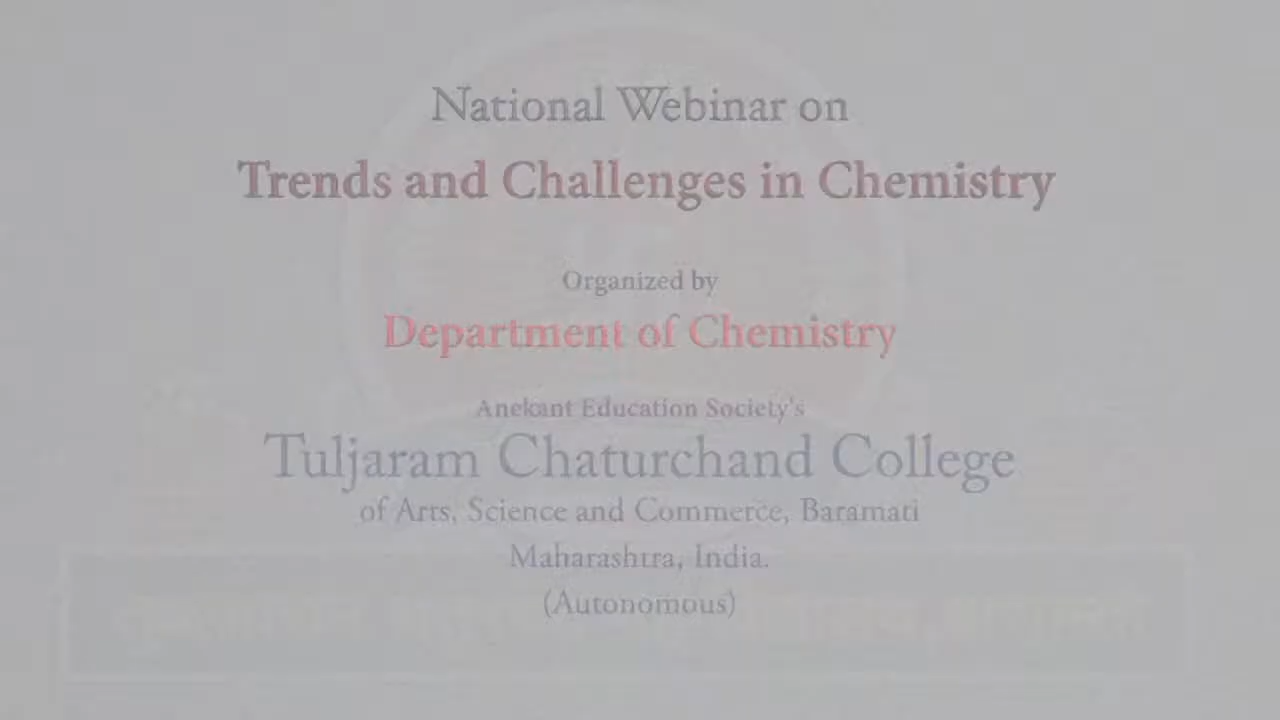 National Webinar on
Trends and Challenges in Chemistry
Organized by
Department of Chemistry
Anekant Education Society's
Tuljaram Chaturchand College
of Arts, Science and Commerce, Baramati
Maharashtra, India.
(Autonomous)